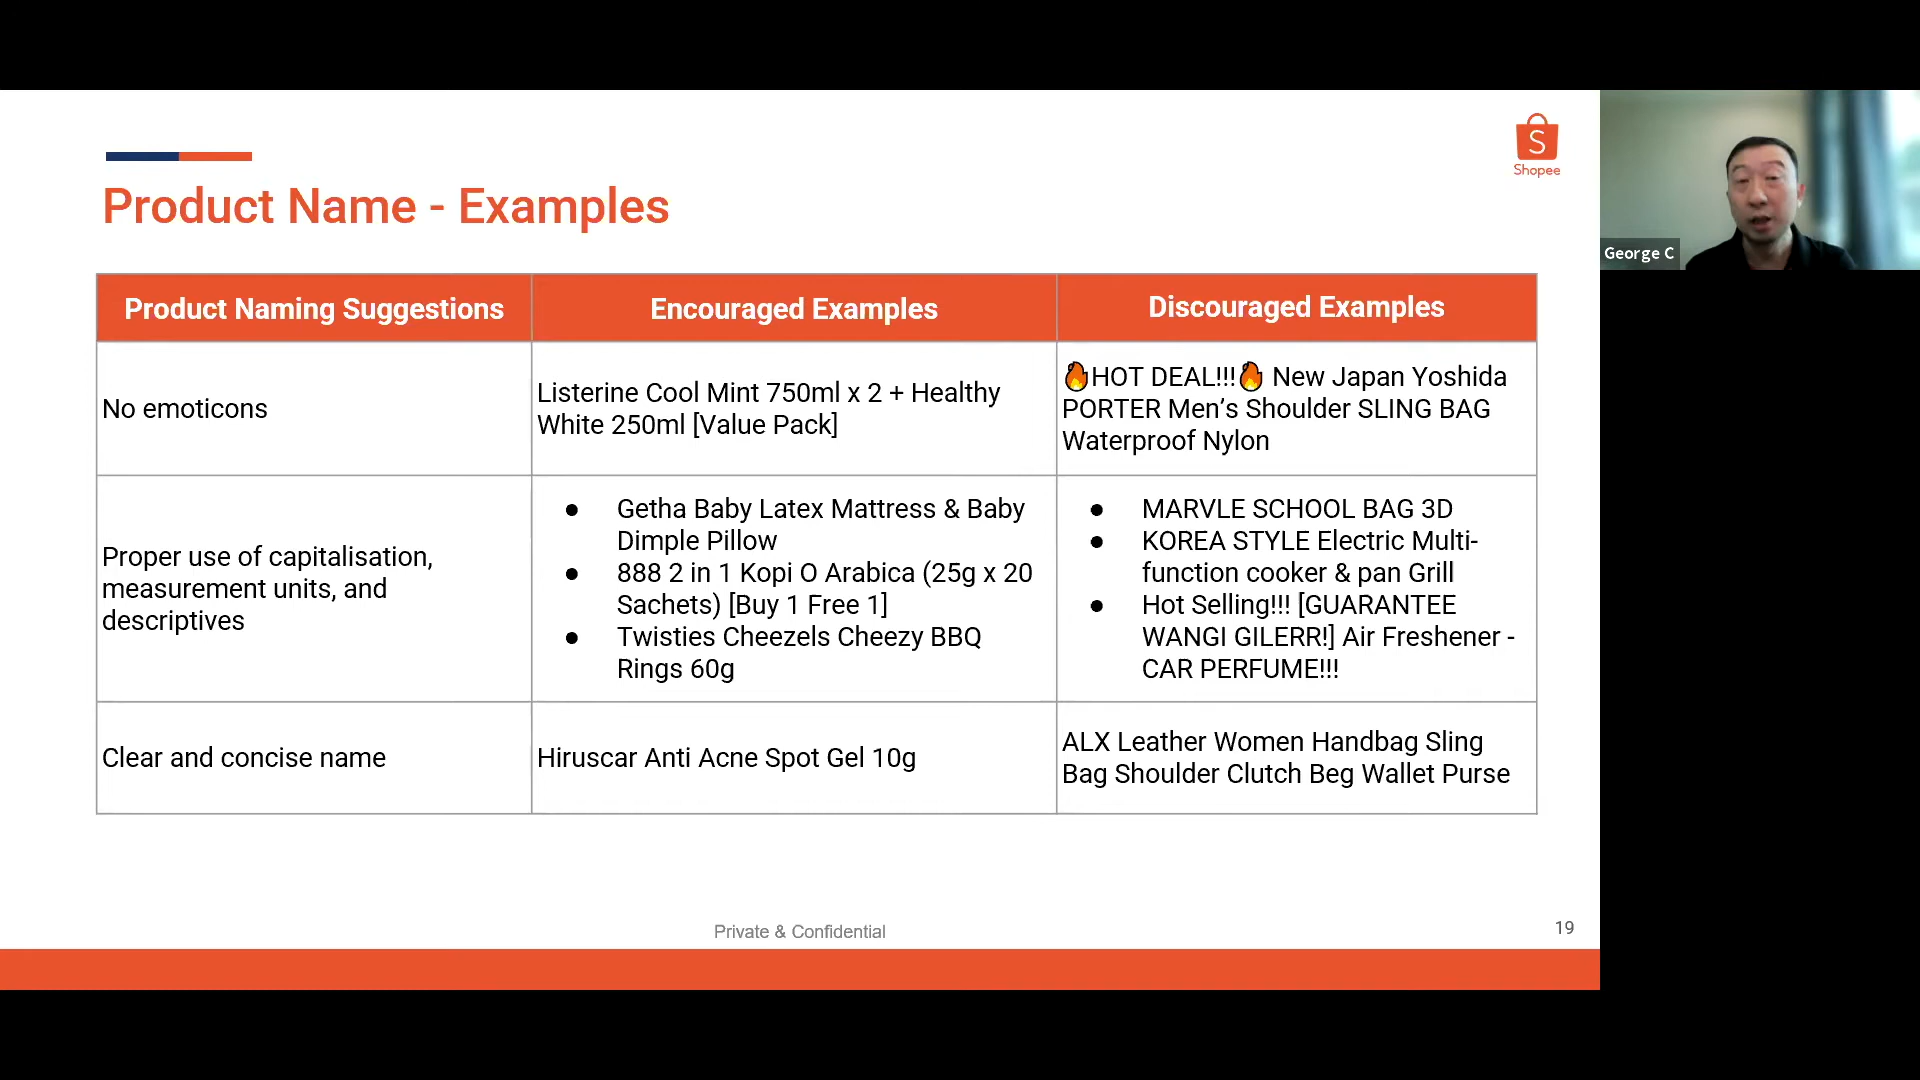 Shopee
Product Name - Examples
George C
Product Naming Suggestions
Encouraged Examples
Discouraged Examples
No emoticons
Listerine Cool Mint 750ml x 2 + Healthy
White 250ml [Value Pack]
🔥HOT DEAL!!!🔥 New Japan Yoshida
PORTER Men’s Shoulder SLING BAG
Waterproof Nylon
Proper use of capitalisation,
measurement units, and
descriptives
● Getha Baby Latex Mattress & Baby
Dimple Pillow
● 888 2 in 1 Kopi O Arabica (25g x 20
Sachets) [Buy 1 Free 1]
● Twisties Cheezels Cheezy BBQ
Rings 60g
● MARVLE SCHOOL BAG 3D
● KOREA STYLE Electric Multi-
function cooker & pan Grill
● Hot Selling!!! [GUARANTEE
WANGI GILERR!] Air Freshener -
CAR PERFUME!!!
Clear and concise name
Hiruscar Anti Acne Spot Gel 10g
ALX Leather Women Handbag Sling
Bag Shoulder Clutch Beg Wallet Purse
Private & Confidential
19